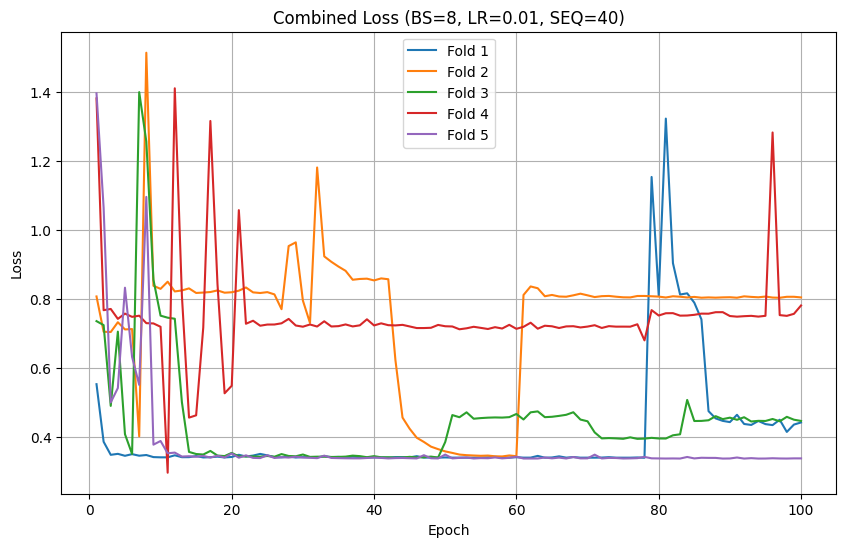 Combined Loss (BS=8, LR=0.01, SEQ=40)
Fold 1
Fold 2
Fold 3
Fold 4
Fold 5
1.4
1.2
1.0
0.8
0.6
0.4
Loss
0
20
40
60
80
100
Epoch